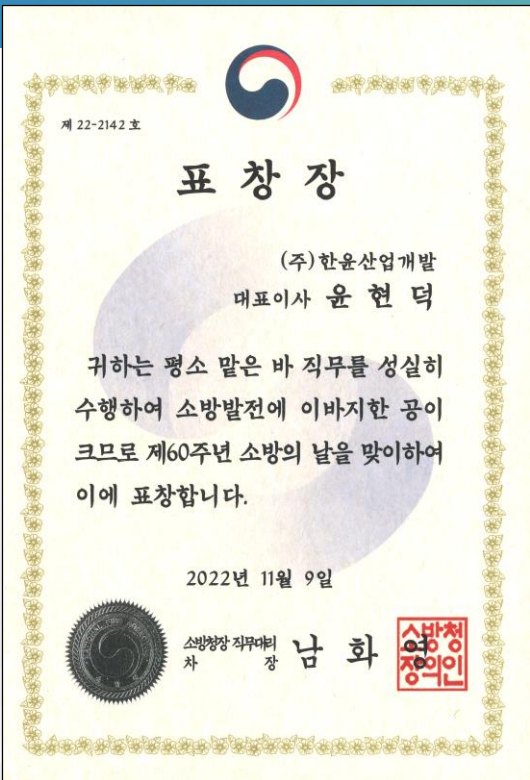 제 22-2142 호
표 창 장
(주)한윤산업개발
대표이사 윤 현 덕
귀하는 평소 맡은 바 직무를 성실히
수행하여 소방발전에 이바지한 공이
크므로 제60주년 소방의 날을 맞이하여
이에 표창합니다.
2022년 11월 9일
소방청장 직무대리
차 장 남 화 영
소방청
장의인